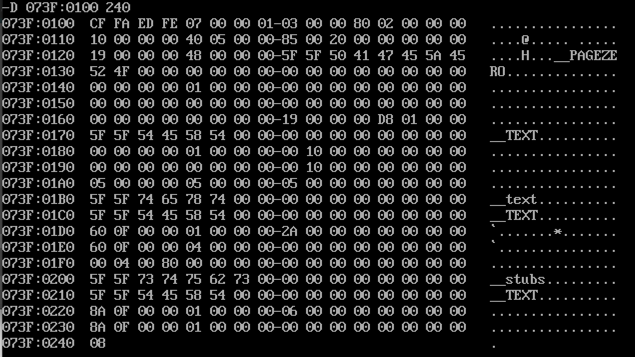 -D 073F:0100 240
073F:0100  CF FA ED FE 07 00 00 01-03 00 00 80 02 00 00 00   ................
073F:0110  10 00 00 00 40 05 00 00-85 00 20 00 00 00 00 00   ....@..... .....
073F:0120  19 00 00 00 48 00 00 00-5F 5F 50 41 47 45 5A 45   ....H...__PAGEZE
073F:0130  52 4F 00 00 00 00 00 00-00 00 00 00 00 00 00 00   RO..............
073F:0140  00 00 00 00 01 00 00 00-00 00 00 00 00 00 00 00   ................
073F:0150  00 00 00 00 00 00 00 00-00 00 00 00 00 00 00 00   ................
073F:0160  00 00 00 00 00 00 00 00-19 00 00 00 D8 01 00 00   ................
073F:0170  5F 5F 54 45 58 54 00 00-00 00 00 00 00 00 00 00   __TEXT..........
073F:0180  00 00 00 00 01 00 00 00-00 10 00 00 00 00 00 00   ................
073F:0190  00 00 00 00 00 00 00 00-00 10 00 00 00 00 00 00   ................
073F:01A0  05 00 00 00 05 00 00 00-05 00 00 00 00 00 00 00   ................
073F:01B0  5F 5F 74 65 78 74 00 00-00 00 00 00 00 00 00 00   __text..........
073F:01C0  5F 5F 54 45 58 54 00 00-00 00 00 00 00 00 00 00   __TEXT..........
073F:01D0  60 0F 00 00 01 00 00 00-2A 00 00 00 00 00 00 00   `.......*.......
073F:01E0  60 0F 00 00 04 00 00 00-00 00 00 00 00 00 00 00   `...............
073F:01F0  00 04 00 80 00 00 00 00-00 00 00 00 00 00 00 00   ................
073F:0200  5F 5F 73 74 75 62 73 00-00 00 00 00 00 00 00 00   __stubs.........
073F:0210  5F 5F 54 45 58 54 00 00-00 00 00 00 00 00 00 00   __TEXT..........
073F:0220  8A 0F 00 00 01 00 00 00-06 00 00 00 00 00 00 00   ................
073F:0230  8A 0F 00 00 01 00 00 00-00 00 00 00 00 00 00 00   ................
073F:0240  08                                                .